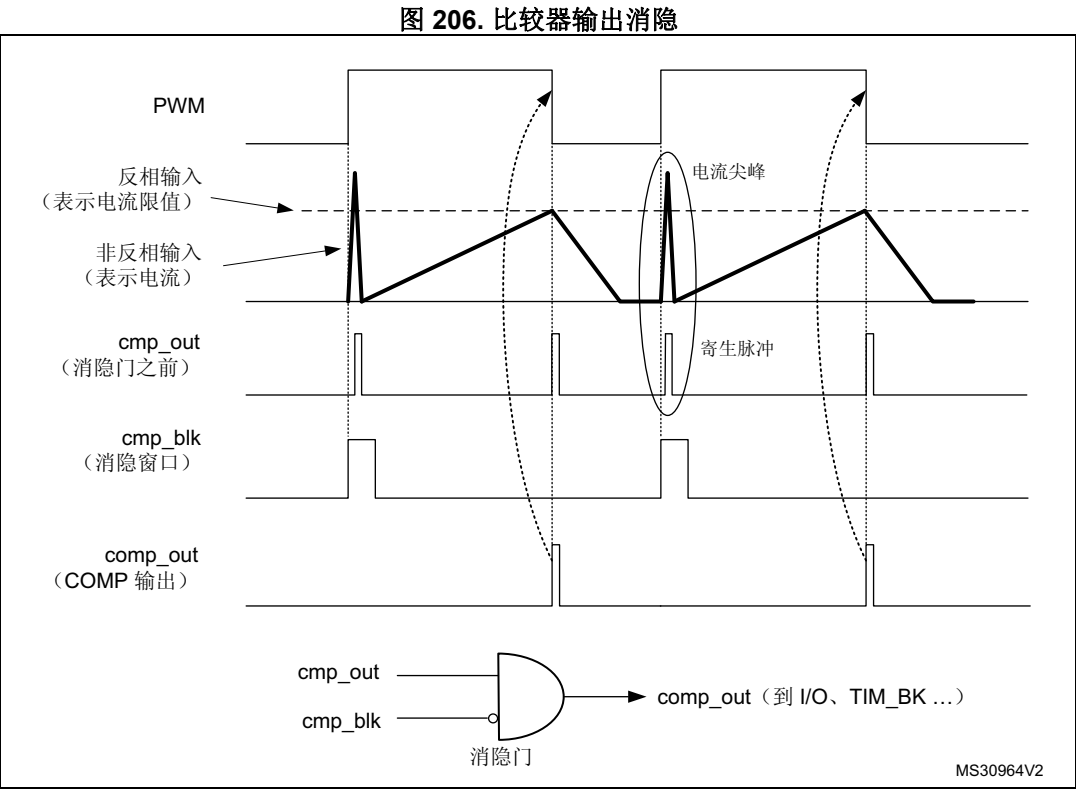 图 206. 比较器输出消隐
PWM
反相输入
（表示电流限值）
电流尖峰
非反相输入
（表示电流）
cmp_out
（消隐门之前）
寄生脉冲
cmp_blk
（消隐窗口）
comp_out
（COMP 输出）
cmp_out
comp_out（到 I/O、TIM_BK …）
cmp_blk
消隐门
MS30964V2